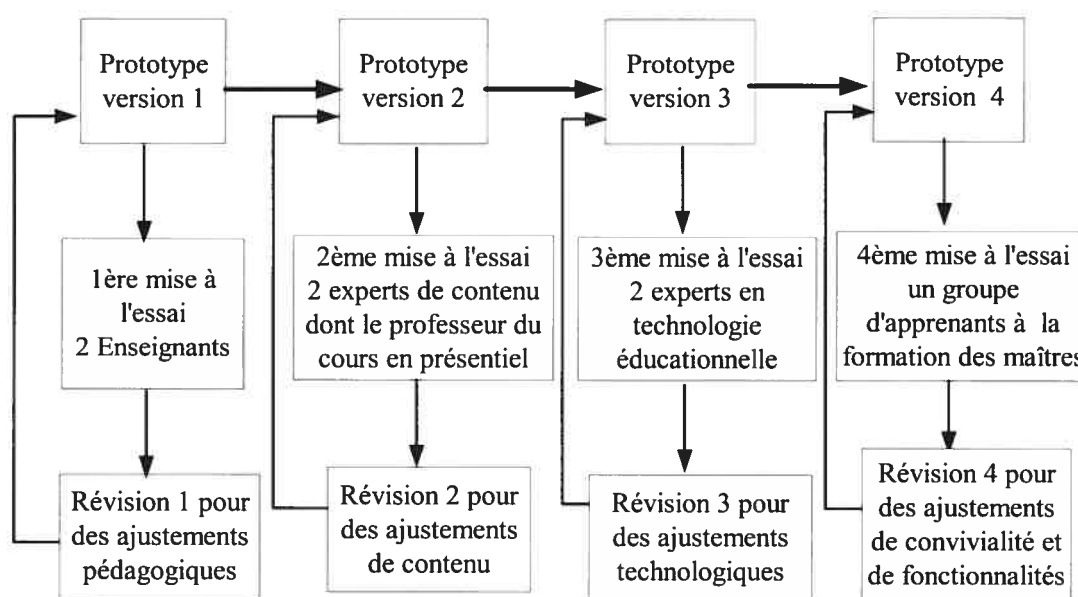 Prototype
version 1
Prototype
version 2
Prototype
version 3
Prototype
version 4
1ère mise à
l'essai
2 Enseignants
2ème mise à l'essai
2 experts de contenu
dont le professeur du
cours en présentiel
3ème mise à l'essai
2 experts en
technologie
éducationnelle
4ème mise à l'essai
un groupe
d'apprenants à la
formation des maîtres
Révision 1 pour
des ajustements
pédagogiques
Révision 2 pour
des ajustements
de contenu
Révision 3 pour
des ajustements
technologiques
Révision 4 pour
des ajustements
de convivialité et
de fonctionnalités